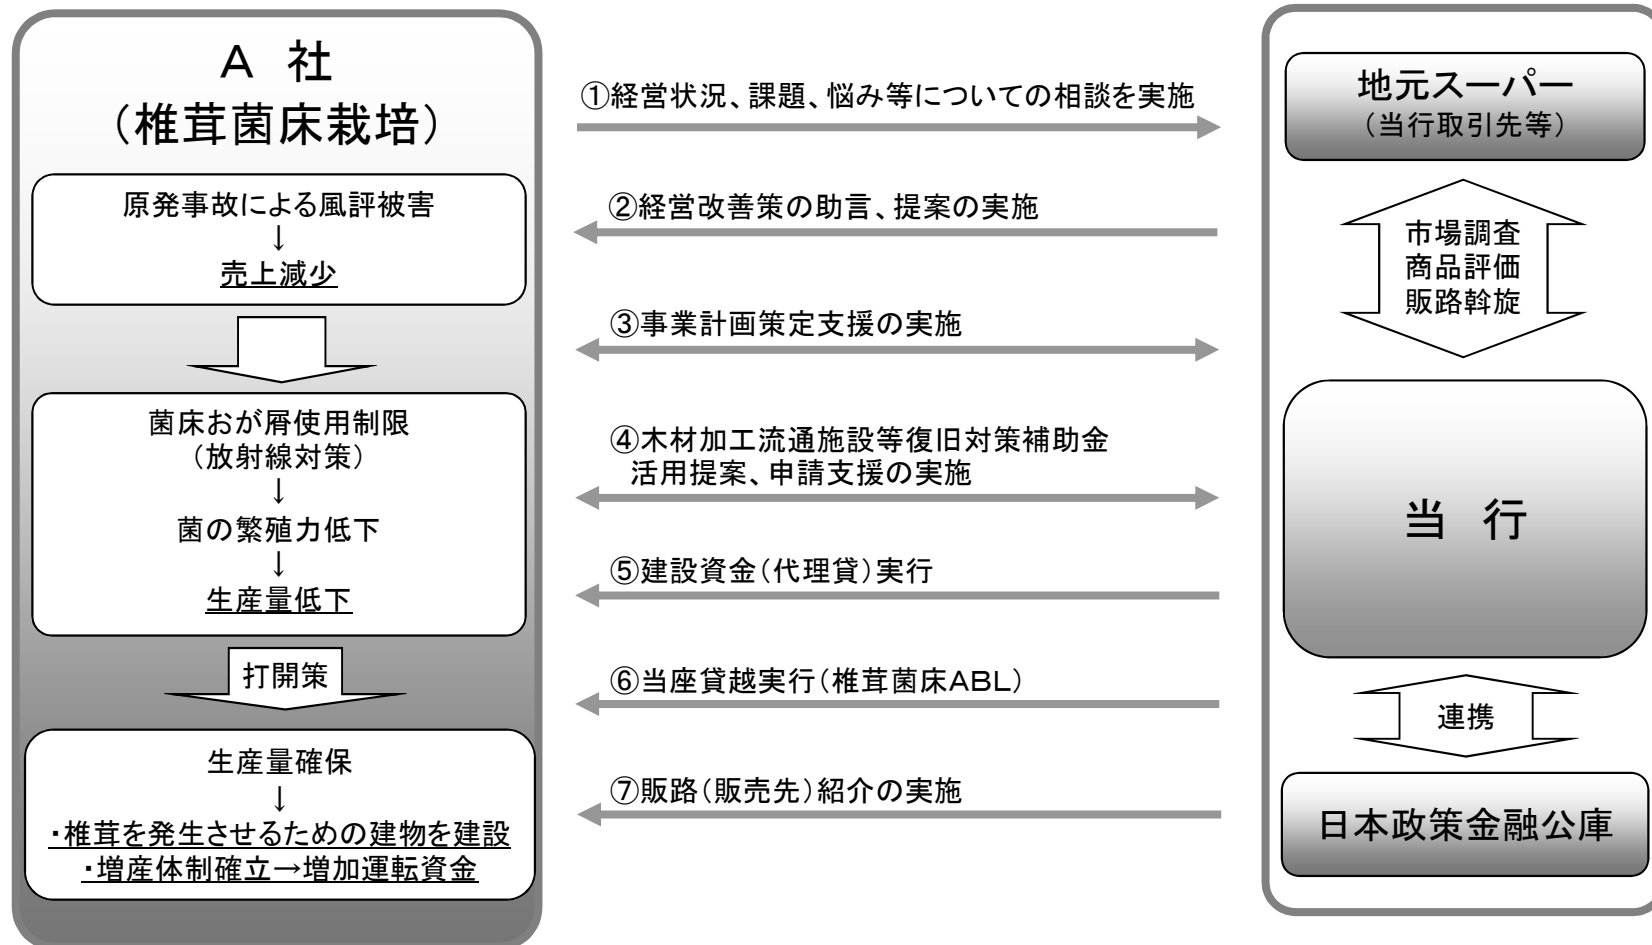 A 社
(椎茸菌床栽培)
原発事故による風評被害
↓
売上減少
菌床おが屑使用制限
(放射線対策)
↓
菌の繁殖力低下
↓
生産量低下
打開策
生産量確保
↓
・椎茸を発生させるための建物を建設
・増産体制確立→増加運転資金
①経営状況、課題、悩み等についての相談を実施
②経営改善策の助言、提案の実施
③事業計画策定支援の実施
④木材加工流通施設等復旧対策補助金
活用提案、申請支援の実施
⑤建設資金(代理貸)実行
⑥当座貸越実行(椎茸菌床ABL)
⑦販路(販売先)紹介の実施
地元スーパー
(当行取引先等)
市場調査
商品評価
販路斡旋
当 行
連携
日本政策金融公庫